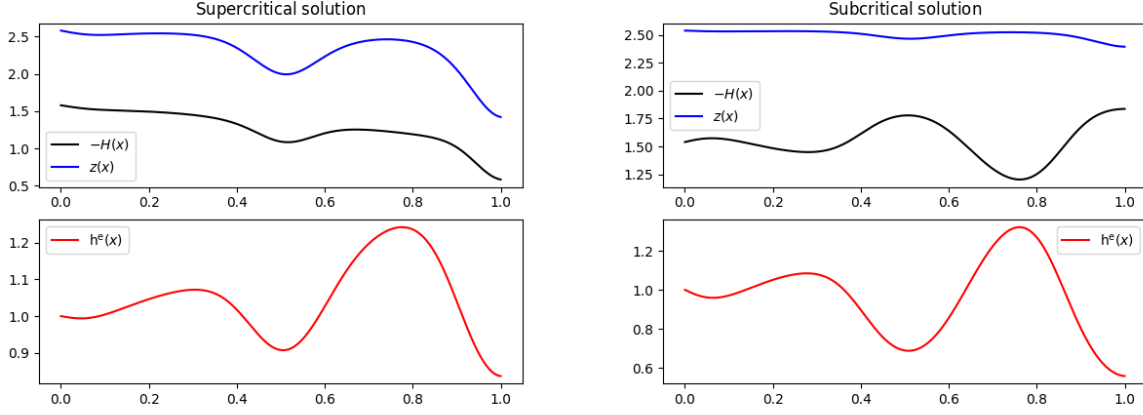 Supercritical solution
2.5
2.0
1.5
1.0
0.5
−H(x)
z(x)
0.0 0.2 0.4 0.6 0.8 1.0
1.2
1.1
1.0
0.9
hᵉ(x)
0.0 0.2 0.4 0.6 0.8 1.0
Subcritical solution
2.50
2.25
2.00
1.75
1.50
1.25
−H(x)
z(x)
0.0 0.2 0.4 0.6 0.8 1.0
1.2
1.0
0.8
0.6
hᵉ(x)
0.0 0.2 0.4 0.6 0.8 1.0